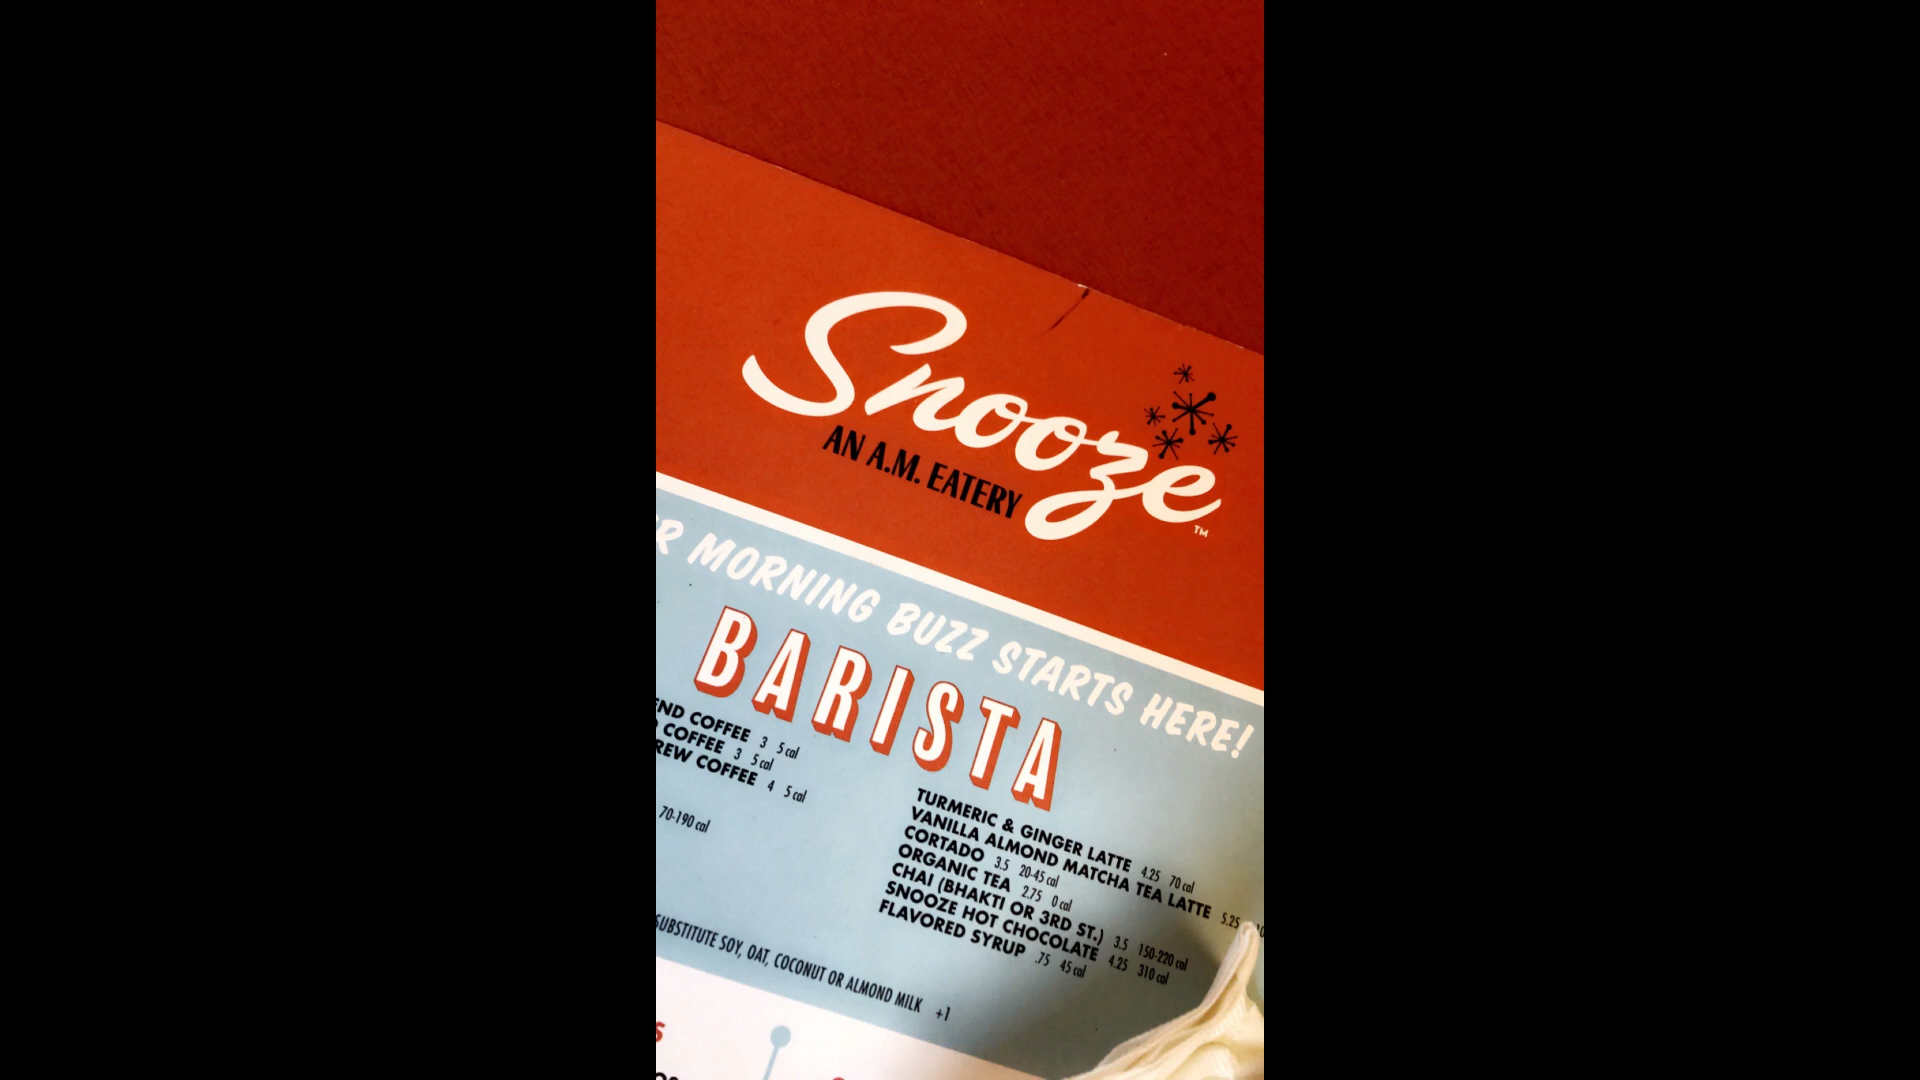 Snooze
AN A.M. EATERY
TM
MORNING BUZZ STARTS HERE!
BARISTA
COFFEE 3 5 cal
COFFEE 3 5 cal
COFFEE 4 5 cal
70-190 cal
TURMERIC & GINGER LATTE 4.25 70 cal
VANILLA ALMOND MATCHA TEA LATTE 5.25
CORTADO 3.5 20-45 cal
ORGANIC TEA 2.75 0 cal
CHAI (BHAKTI OR 3RD ST.) 3.5 150-220 cal
SNOOZE HOT CHOCOLATE 4.25 310 cal
FLAVORED SYRUP .75 45 cal
SUBSTITUTE SOY, OAT, COCONUT OR ALMOND MILK +1